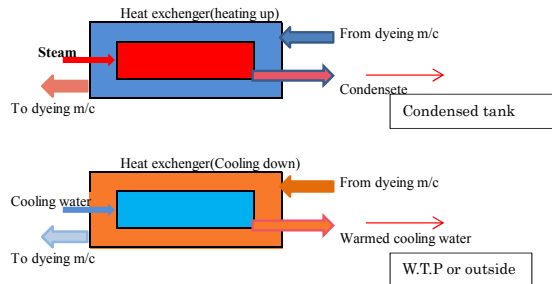 Heat exchenger(heating up)
From dyeing m/c
Steam
Condensete
To dyeing m/c
Condensed tank
Heat exchenger(Cooling down)
From dyeing m/c
Cooling water
Warmed cooling water
To dyeing m/c
W.T.P or outside